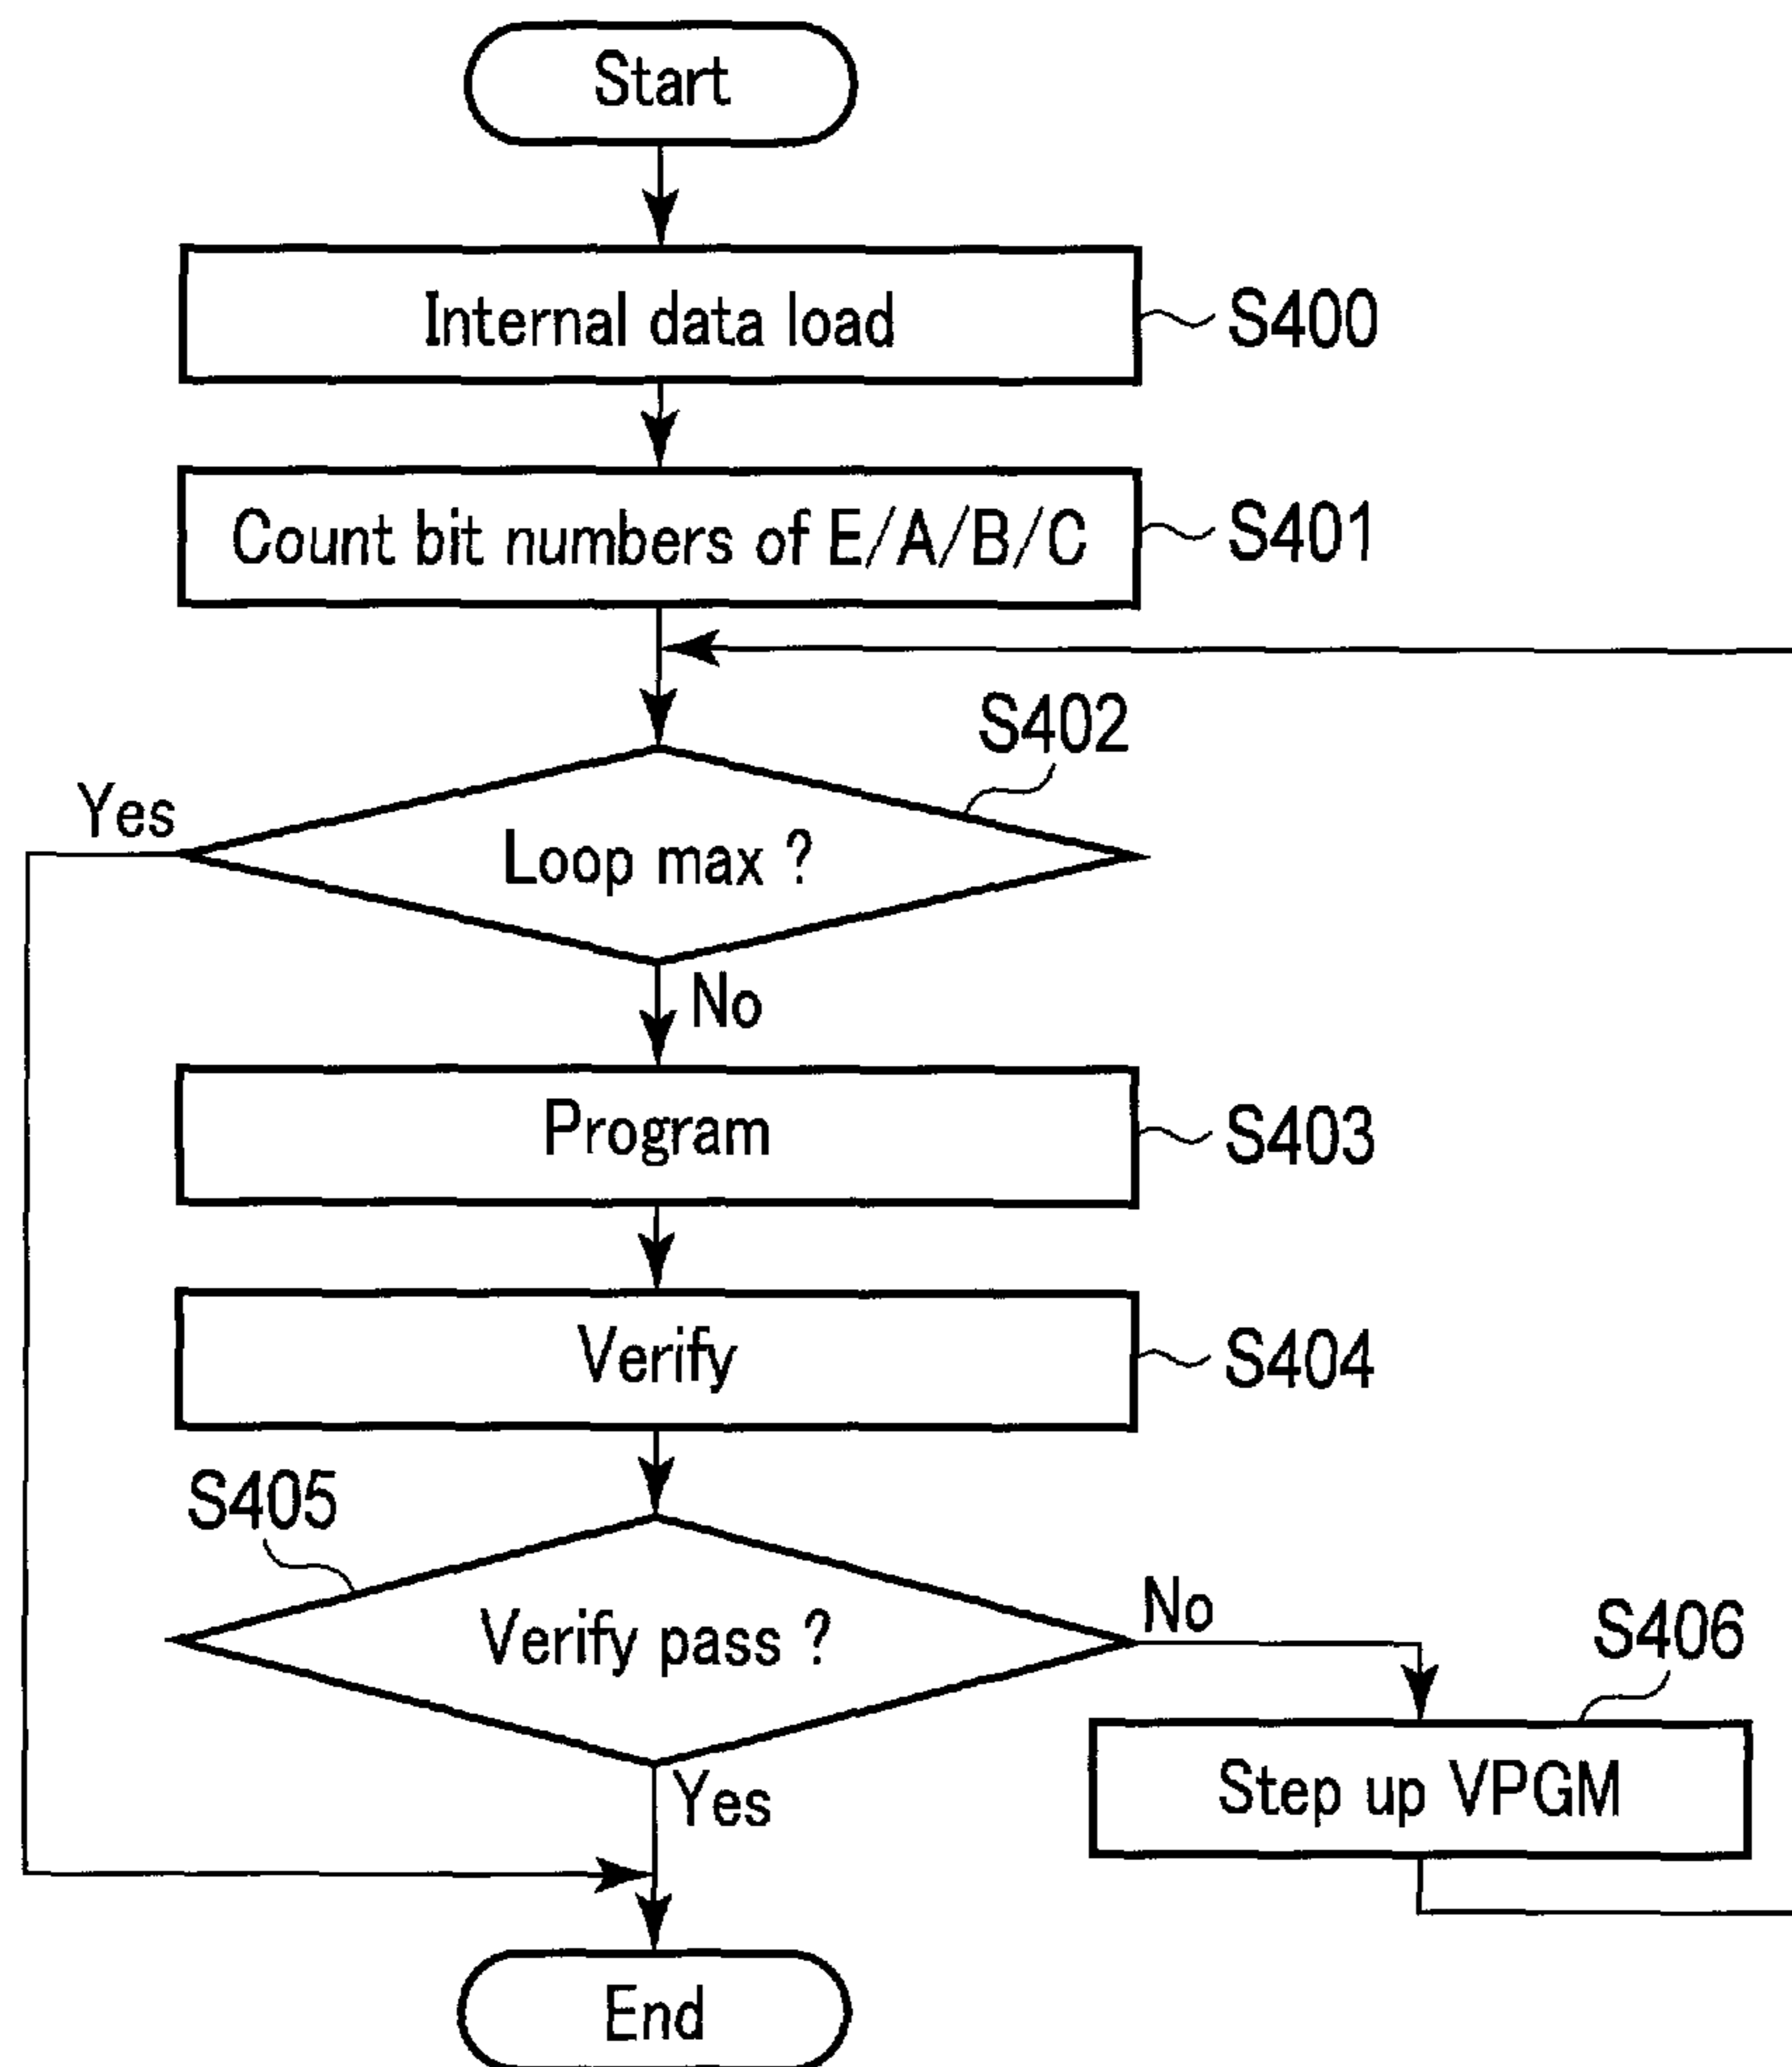 Start
Internal data load
S400
Count bit numbers of E/A/B/C
S401
S402
Yes
Loop max ?
No
Program
S403
Verify
S404
S405
Verify pass ?
No
S406
Step up VPGM
Yes
End